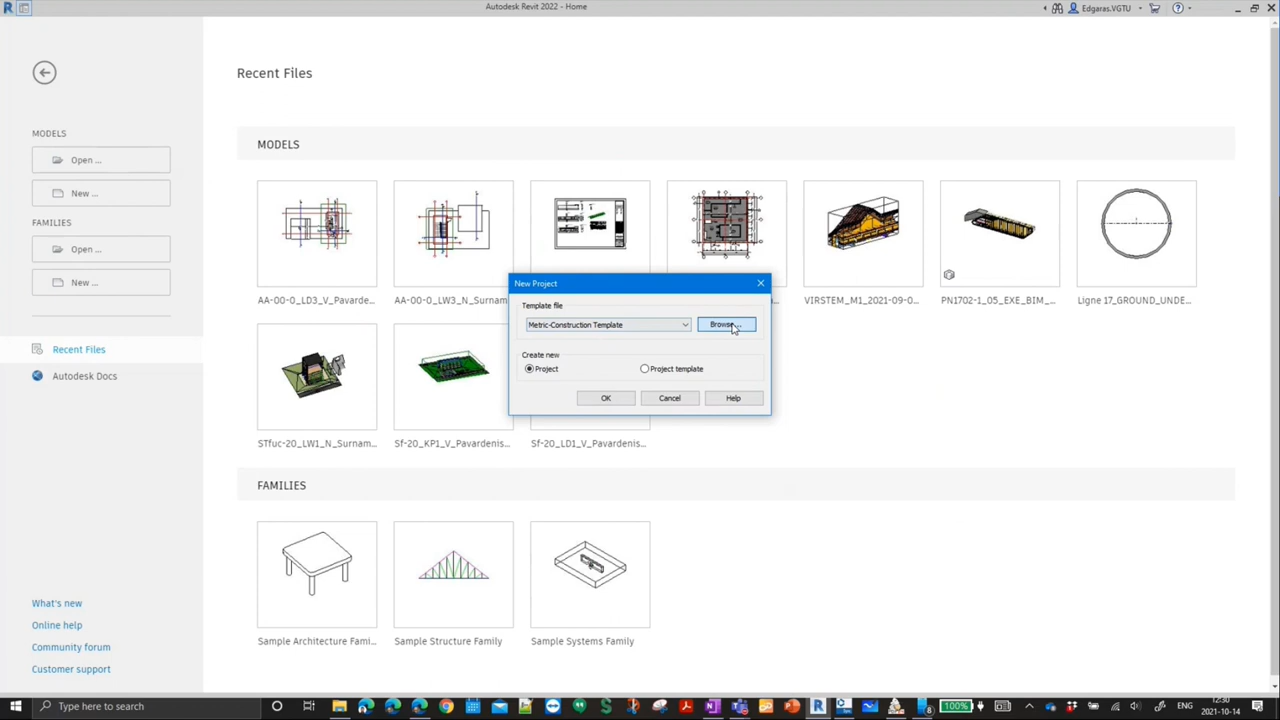 Autodesk Revit 2022 - Home
Edgaras.VGTU
Recent Files
MODELS
Open ...
New ...
FAMILIES
Open ...
New ...
Recent Files
Autodesk Docs
What's new
Online help
Community forum
Customer support
MODELS
AA-00-0_LD3_V_Pavarde...
AA-00-0_LW3_N_Surnam
VIRSTEM_M1_2021-09-0...
PN1702-1_05_EXE_BIM_...
Ligne 17_GROUND_UNDE...
STfuc-20_LW1_N_Surnam...
Sf-20_KP1_V_Pavardenis...
Sf-20_LD1_V_Pavardenis...
New Project
Template file
Metric-Construction Template
Browse...
Create new
Project
Project template
OK
Cancel
Help
FAMILIES
Sample Architecture Fami...
Sample Structure Family
Sample Systems Family
Type here to search
100%
ENG
12:30
2021-10-14